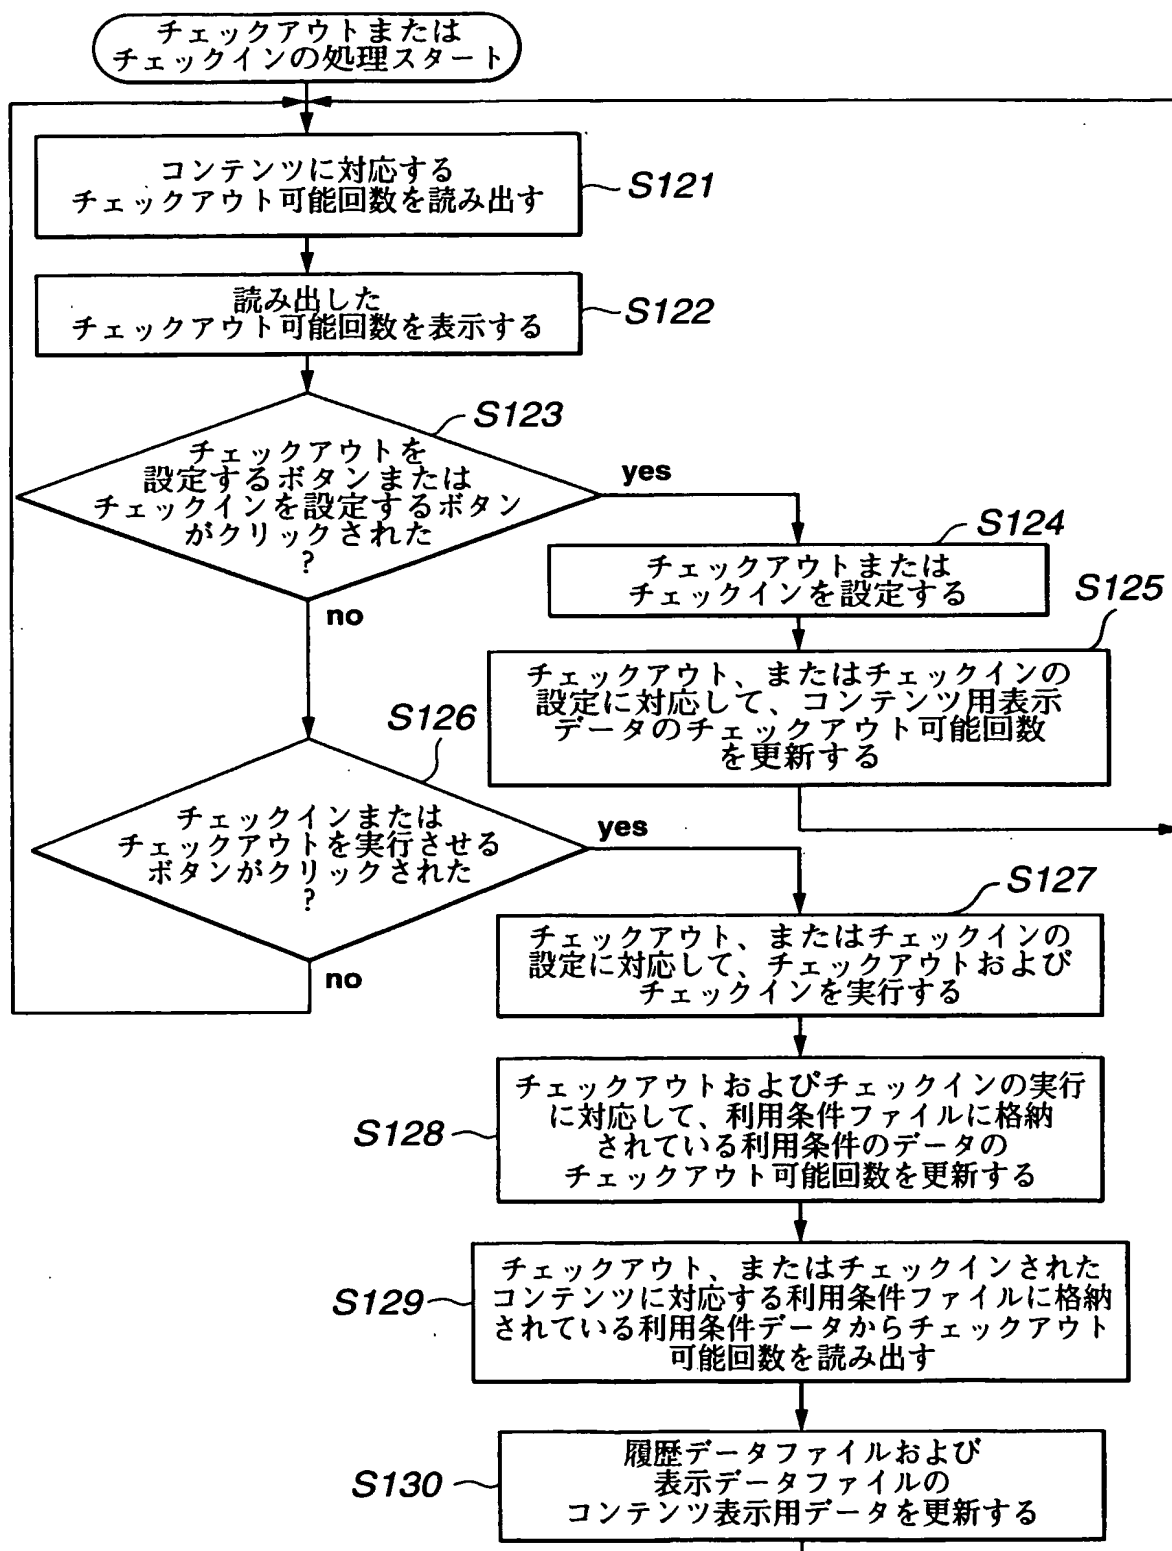 チェックアウトまたは
チェックインの処理スタート
コンテンツに対応する
チェックアウト可能回数を読み出す
S121
読み出した
チェックアウト可能回数を表示する
S122
S123
チェックアウトを
設定するボタンまたは
チェックインを設定するボタン
がクリックされた
?
yes
no
S124
チェックアウトまたは
チェックインを設定する
S125
チェックアウト、またはチェックインの
設定に対応して、コンテンツ用表示
データのチェックアウト可能回数
を更新する
S126
チェックインまたは
チェックアウトを実行させる
ボタンがクリックされた
?
yes
no
S127
チェックアウト、またはチェックインの
設定に対応して、チェックアウトおよび
チェックインを実行する
S128
チェックアウトおよびチェックインの実行
に対応して、利用条件ファイルに格納
されている利用条件のデータの
チェックアウト可能回数を更新する
S129
チェックアウト、またはチェックインされた
コンテンツに対応する利用条件ファイルに格納
されている利用条件データからチェックアウト
可能回数を読み出す
S130
履歴データファイルおよび
表示データファイルの
コンテンツ表示用データを更新する